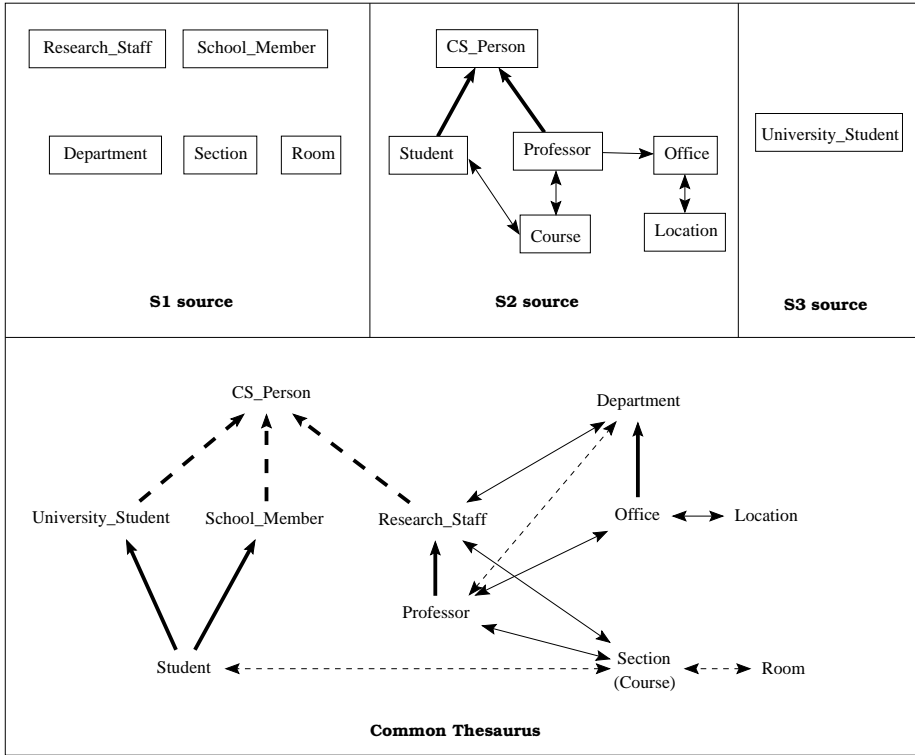 Research_Staff
School_Member
Department
Section
Room
S1 source
CS_Person
Student
Professor
Office
Course
Location
S2 source
University_Student
S3 source
CS_Person
Department
University_Student
School_Member
Research_Staff
Office
Location
Professor
Student
Section
(Course)
Room
Common Thesaurus